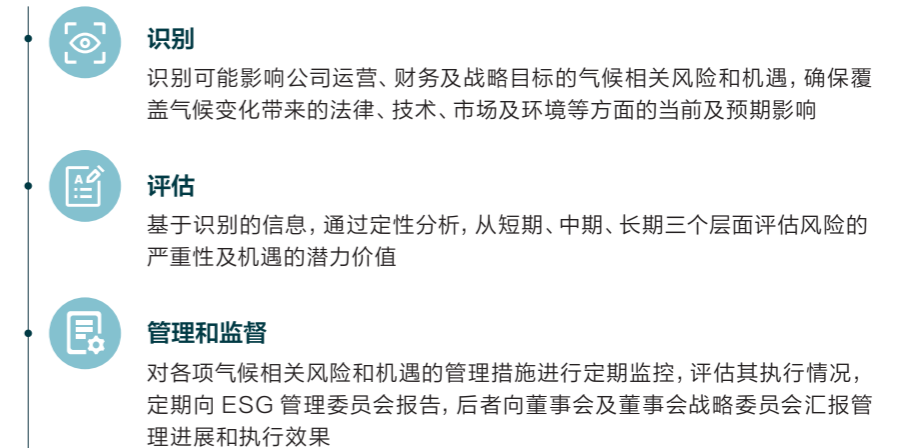 识别
识别可能影响公司运营、财务及战略目标的气候相关风险和机遇，确保覆
盖气候变化带来的法律、技术、市场及环境等方面的当前及预期影响
A
评估
基于识别的信息，通过定性分析，从短期、中期、长期三个层面评估风险的
严重性及机遇的潜力价值
管理和监督
对各项气候相关风险和机遇的管理措施进行定期监控，评估其执行情况，
定期向 ESG 管理委员会报告，后者向董事会及董事会战略委员会汇报管
理进展和执行效果